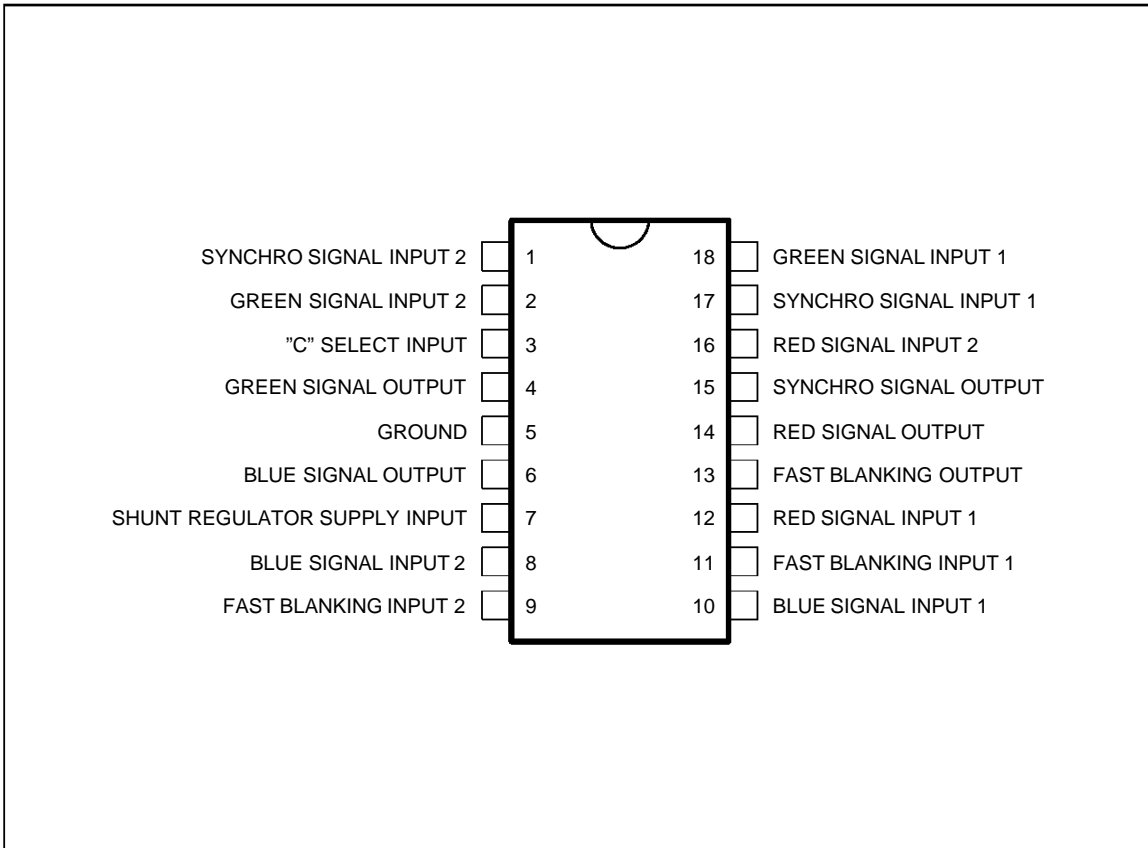 SYNCHRO SIGNAL INPUT 2 1 18 GREEN SIGNAL INPUT 1
GREEN SIGNAL INPUT 2 2 17 SYNCHRO SIGNAL INPUT 1
”C” SELECT INPUT 3 16 RED SIGNAL INPUT 2
GREEN SIGNAL OUTPUT 4 15 SYNCHRO SIGNAL OUTPUT
GROUND 5 14 RED SIGNAL OUTPUT
BLUE SIGNAL OUTPUT 6 13 FAST BLANKING OUTPUT
SHUNT REGULATOR SUPPLY INPUT 7 12 RED SIGNAL INPUT 1
BLUE SIGNAL INPUT 2 8 11 FAST BLANKING INPUT 1
FAST BLANKING INPUT 2 9 10 BLUE SIGNAL INPUT 1